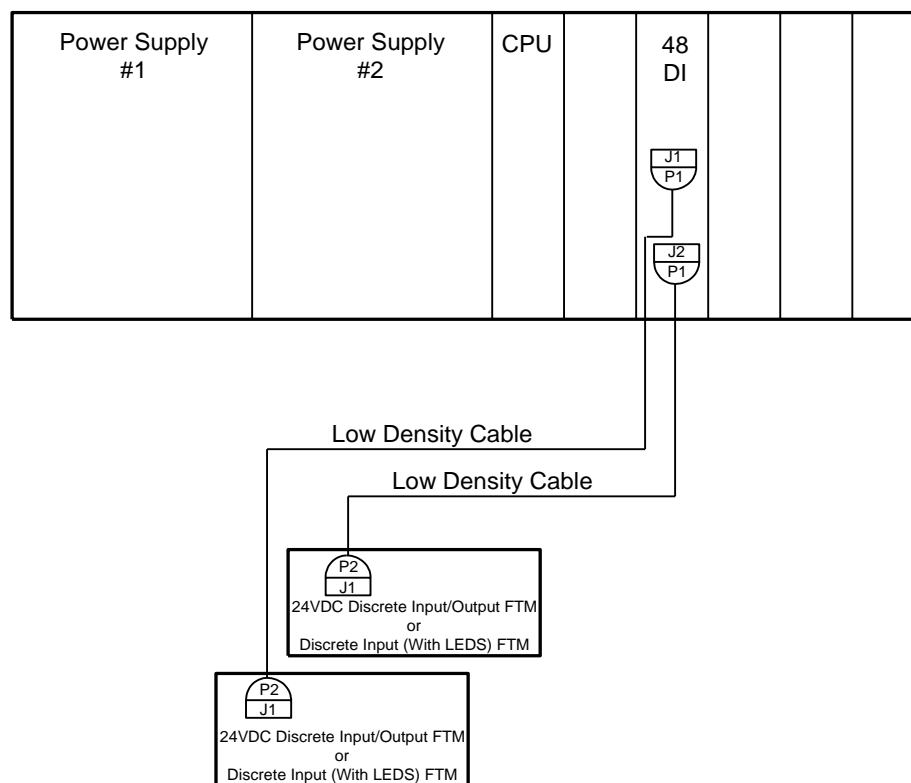 Power Supply
#1
Power Supply
#2
CPU
48
DI
J1
P1
J2
P1
Low Density Cable
Low Density Cable
P2
J1
24VDC Discrete Input/Output FTM
or
Discrete Input (With LEDS) FTM
P2
J1
24VDC Discrete Input/Output FTM
or
Discrete Input (With LEDS) FTM